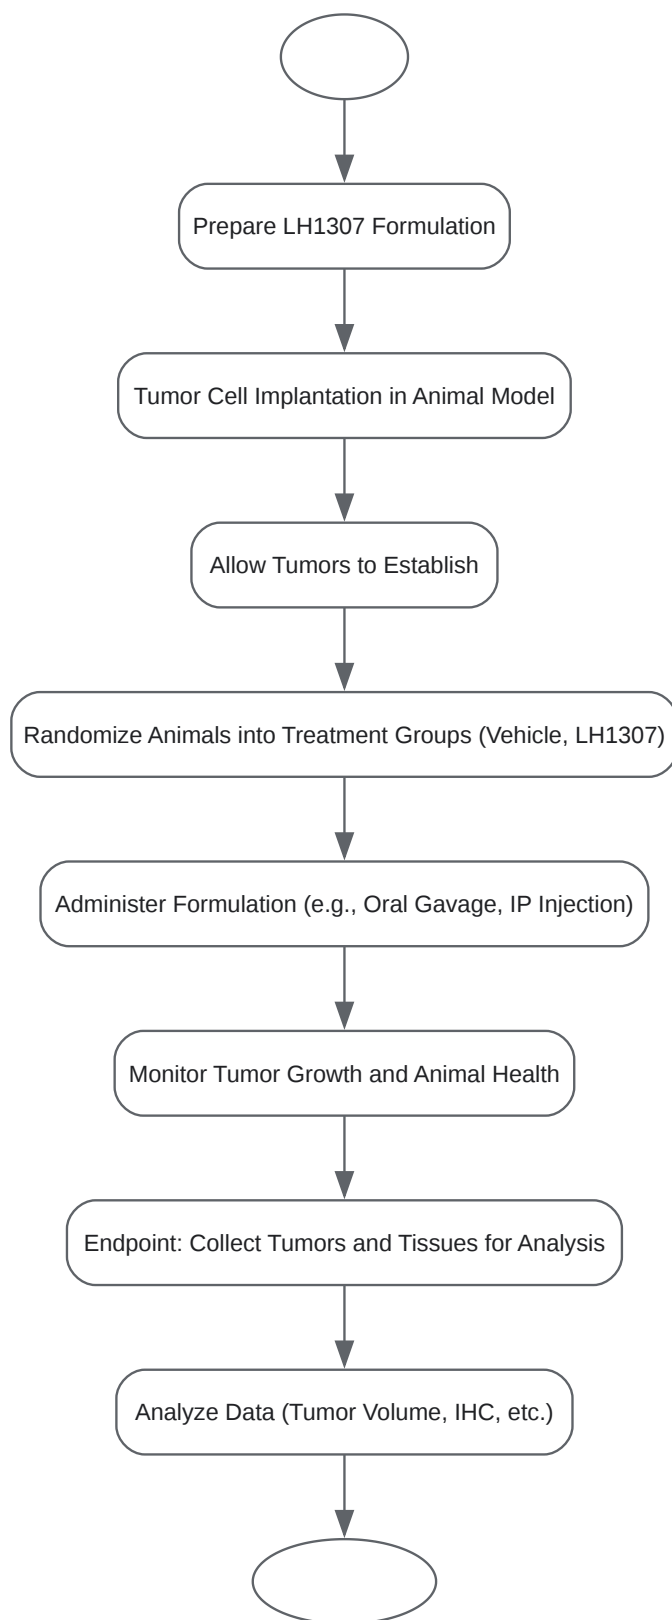 Prepare LH1307 Formulation
Tumor Cell Implantation in Animal Model
Allow Tumors to Establish
Randomize Animals into Treatment Groups (Vehicle, LH1307)
Administer Formulation (e.g., Oral Gavage, IP Injection)
Monitor Tumor Growth and Animal Health
Endpoint: Collect Tumors and Tissues for Analysis
Analyze Data (Tumor Volume, IHC, etc.)